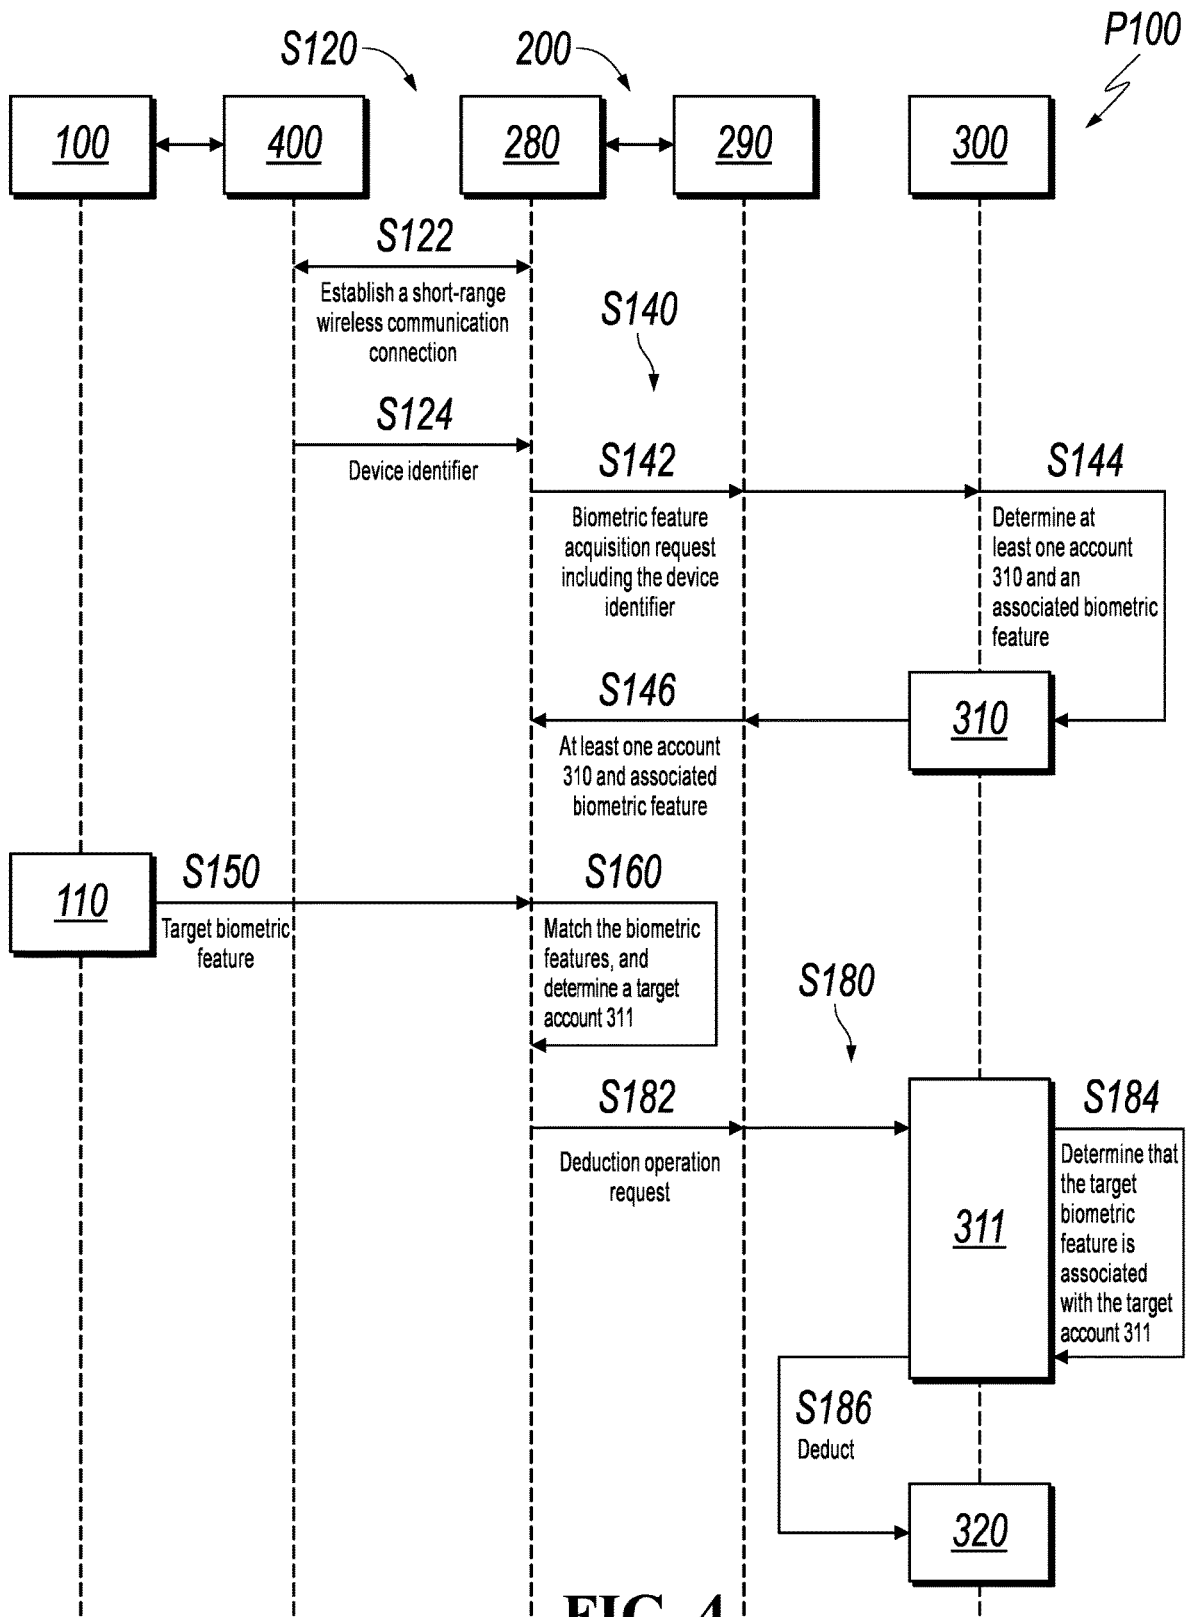 P100
S120
200
100
400
280
290
300
S122
Establish a short-range
wireless communication
connection
S140
S124
Device identifier
S142
Biometric feature
acquisition request
including the device
identifier
S144
Determine at
least one account
310 and an
associated biometric
feature
S146
At least one account
310 and associated
biometric feature
310
110
S150
Target biometric
feature
S160
Match the biometric
features, and
determine a target
account 311
S180
S182
Deduction operation
request
311
S184
Determine that
the target
biometric
feature is
associated
with the target
account 311
S186
Deduct
320
FIG. 4